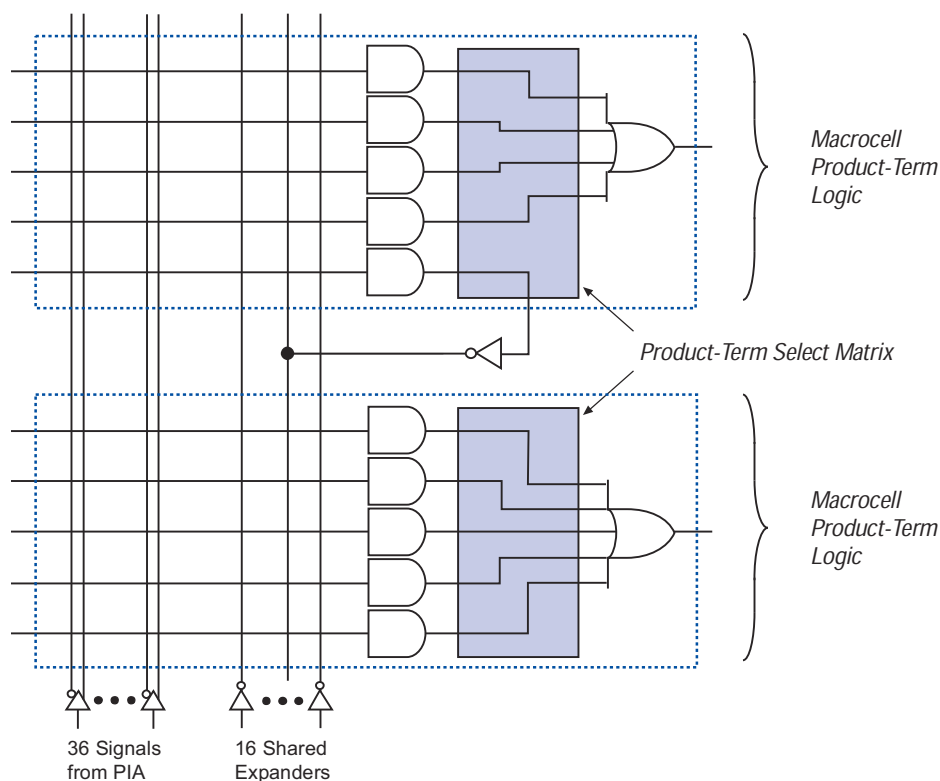 Macrocell
Product-Term
Logic
Product-Term Select Matrix
Macrocell
Product-Term
Logic
36 Signals
from PIA
16 Shared
Expanders